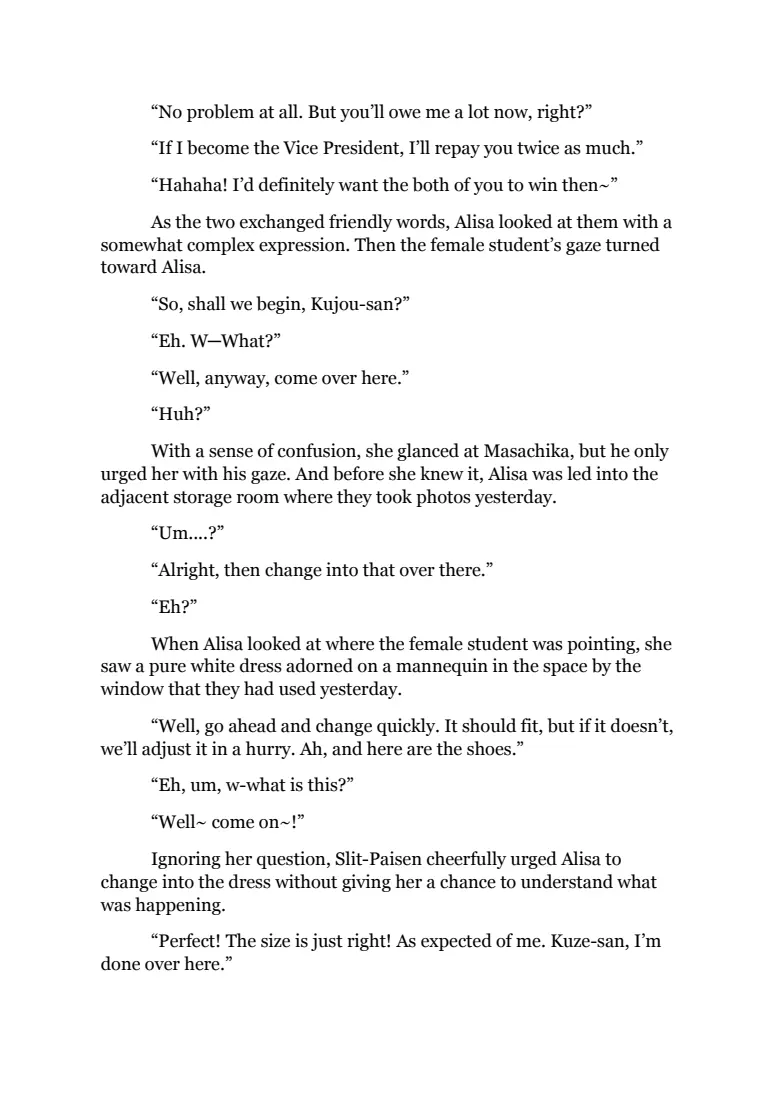 “No problem at all. But you’ll owe me a lot now, right?”
“If I become the Vice President, I’ll repay you twice as much.”
“Hahaha! I’d definitely want the both of you to win then~”
As the two exchanged friendly words, Alisa looked at them with a
somewhat complex expression. Then the female student’s gaze turned
toward Alisa.
“So, shall we begin, Kujou-san?”
“Eh. W—What?”
“Well, anyway, come over here.”
“Huh?”
With a sense of confusion, she glanced at Masachika, but he only
urged her with his gaze. And before she knew it, Alisa was led into the
adjacent storage room where they took photos yesterday.
“Um....?”
“Alright, then change into that over there.”
“Eh?”
When Alisa looked at where the female student was pointing, she
saw a pure white dress adorned on a mannequin in the space by the
window that they had used yesterday.
“Well, go ahead and change quickly. It should fit, but if it doesn’t,
we’ll adjust it in a hurry. Ah, and here are the shoes.”
“Eh, um, w-what is this?”
“Well~ come on~!”
Ignoring her question, Slit-Paisen cheerfully urged Alisa to
change into the dress without giving her a chance to understand what
was happening.
“Perfect! The size is just right! As expected of me. Kuze-san, I’m
done over here.”